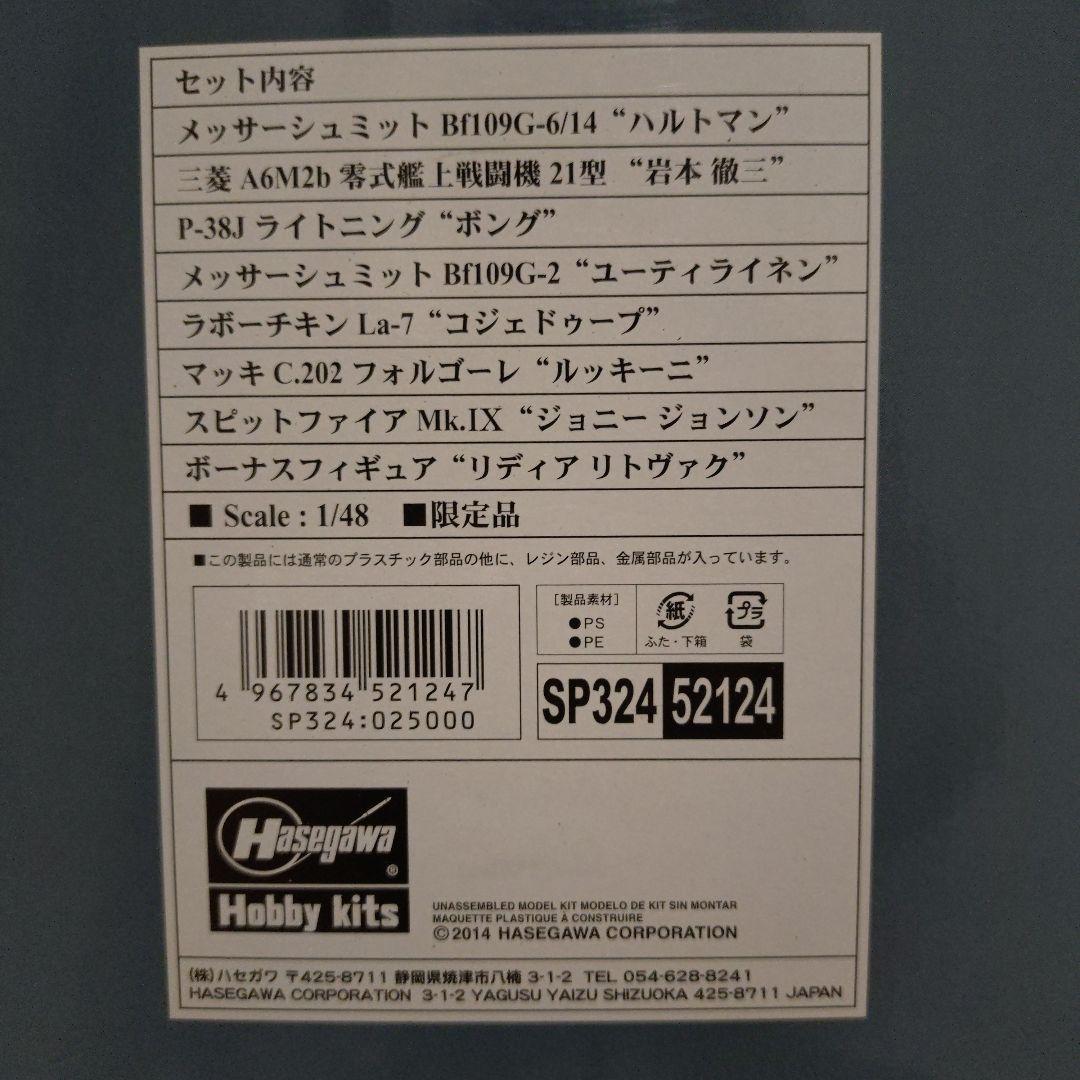 セット内容
メッサーシュミット Bf109G-6/14 “ハルトマン”
三菱 A6M2b 零式艦上戦闘機 21型 “岩本 徹三”
P-38J ライトニング “ボング”
メッサーシュミット Bf109G-2 “ユーティライネン”
ラボーチキン La-7 “コジェドゥープ”
マッキ C.202 フォルゴーレ “ルッキーニ”
スピットファイア Mk.IX “ジョニー ジョンソン”
ボーナスフィギュア “リディア リトヴァク”
■ Scale : 1/48 ■限定品
■この製品には通常のプラスチック部品の他に、レジン部品、金属部品が入っています。
4 967834 521247
SP324:025000
[製品素材]
●PS
●PE
紙
ふた・下箱
プラ
袋
SP324 52124
Hasegawa®
Hobby kits
UNASSEMBLED MODEL KIT MODELO DE KIT SIN MONTAR
MAQUETTE PLASTIQUE À CONSTRUIRE
©2014 HASEGAWA CORPORATION
(株)ハセガワ 〒425-8711 静岡県焼津市八楠 3-1-2 TEL 054-628-8241
HASEGAWA CORPORATION 3-1-2 YAGUSU YAIZU SHIZUOKA 425-8711 JAPAN